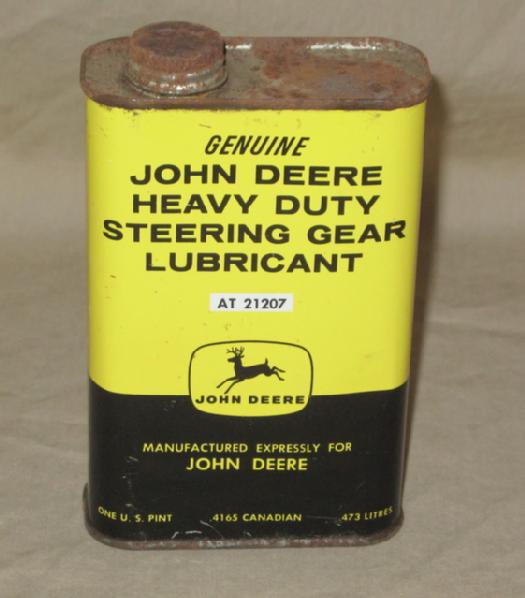 GENUINE
JOHN DEERE
HEAVY DUTY
STEERING GEAR
LUBRICANT
AT 21207
JOHN DEERE
MANUFACTURED EXPRESSLY FOR
JOHN DEERE
ONE U. S. PINT .4165 CANADIAN .473 LITRES